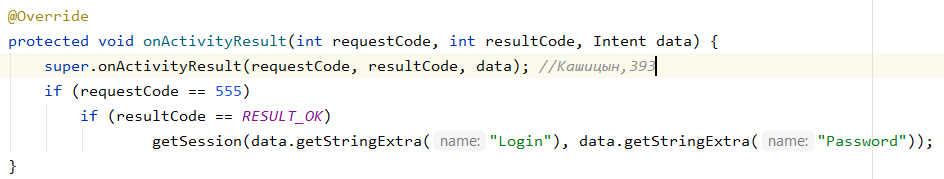 @Override
protected void onActivityResult(int requestCode, int resultCode, Intent data) {
super.onActivityResult(requestCode, resultCode, data); //Кашицын,393
if (requestCode == 555)
if (resultCode == RESULT_OK)
getSession(data.getStringExtra( name: "Login"), data.getStringExtra( name: "Password"));
}